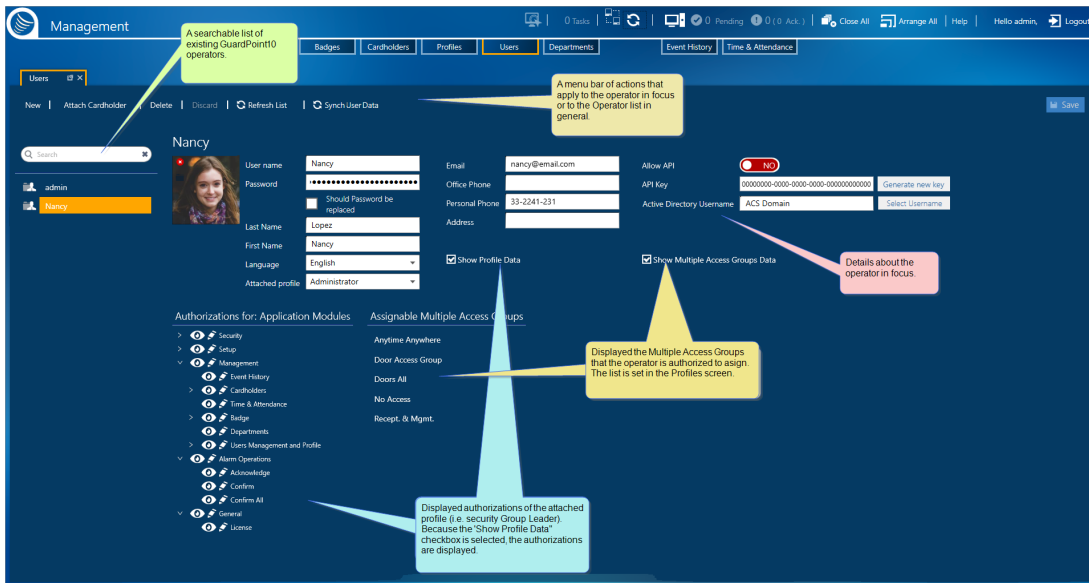 Management
0 Tasks
0 Pending
0 ( 0 Ack. )
Close All
Arrange All
Help
Hello admin,
Logout
Badges
Cardholders
Profiles
Users
Departments
Event History
Time & Attendance
A searchable list of
existing GuardPoint10
operators.
Users
A menu bar of actions that
apply to the operator in focus
or to the Operator list in
general.
New
Attach Cardholder
Delete
Discard
Refresh List
Synch User Data
Save
Search
admin
Nancy
Nancy
User name
Nancy
Password
Should Password be
replaced
Last Name
Lopez
First Name
Nancy
Language
English
Attached profile
Administrator
Email
nancy@email.com
Office Phone
Personal Phone
33-2241-231
Address
Show Profile Data
Allow API
NO
API Key
00000000-0000-0000-0000-000000000000
Generate new key
Active Directory Username
ACS Domain
Select Username
Show Multiple Access Groups Data
Details about the
operator in focus.
Authorizations for: Application Modules
Security
Setup
Management
Event History
Cardholders
Time & Attendance
Badge
Departments
Users Management and Profile
Alarm Operations
Acknowledge
Confirm
Confirm All
General
License
Assignable Multiple Access Groups
Anytime Anywhere
Door Access Group
Doors All
No Access
Recept. & Mgmt.
Displayed the Multiple Access Groups
that the operator is authorized to asign.
The list is set in the Profiles screen.
Displayed authorizations of the attached
profile (i.e. security Group Leader).
Because the "Show Profile Data"
checkbox is selected, the authorizations
are displayed.